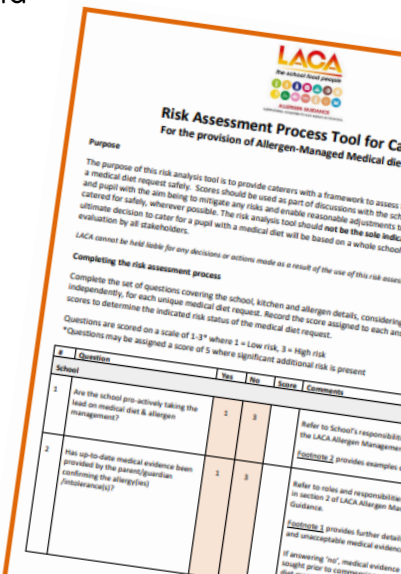 LACA
the school food people
ALLERGEN GUIDANCE
Risk Assessment Process Tool for Ca
For the provision of Allergen-Managed Medical die
Purpose
The purpose of this risk analysis tool is to provide caterers with a framework to assess
a medical diet request safely. Scores should be used as part of discussions with the sch
and pupil with the aim being to mitigate any risks and enable reasonable adjustments t
catered for safely, wherever possible. The risk analysis tool should not be the sole indic
ultimate decision to cater for a pupil with a medical diet will be based on a whole school
evaluation by all stakeholders.
LACA cannot be held liable for any decisions or actions made as a result of the use of this risk asses
Completing the risk assessment process
Complete the set of questions covering the school, kitchen and allergen details, considering
independently, for each unique medical diet request. Record the score assigned to each and
scores to determine the indicated risk status of the medical diet request.
Questions are scored on a scale of 1-3* where 1 = Low risk, 3 = High risk
*Questions may be assigned a score of 5 where significant additional risk is present
# Question Yes No Score Comments
School
1 Are the school pro-actively taking the 1 3 Refer to School's responsibiliti
lead on medical diet & allergen the LACA Allergen Managemen
management? Footnote 2 provides examples o
2 Has up-to-date medical evidence been 1 3 Refer to roles and responsibilities
provided by the parent/guardian in section 2 of LACA Allergen Man
confirming the allergy(ies) Guidance.
/intolerance(s)? Footnote 1 provides further details
and unacceptable medical evidenc
If answering 'no', medical evidence
sought prior to